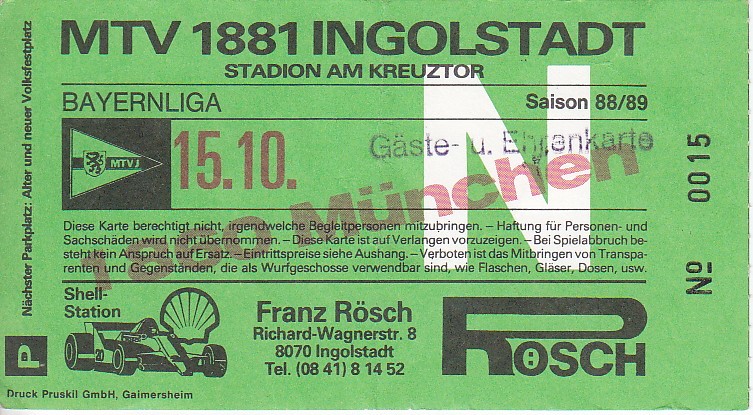 MTV 1881 INGOLSTADT
STADION AM KREUZTOR
BAYERNLIGA
Saison 88/89
N
MTV
15.10.
Gäste- u. Ehrenkarte
1860 München
Diese Karte berechtigt nicht, irgendwelche Begleitpersonen mitzubringen. – Haftung für Personen- und
Sachschäden wird nicht übernommen. – Diese Karte ist auf Verlangen vorzuzeigen. – Bei Spielabbruch be-
steht kein Anspruch auf Ersatz. – Eintrittspreise siehe Aushang. – Verboten ist das Mitbringen von Transpa-
renten und Gegenständen, die als Wurfgeschosse verwendbar sind, wie Flaschen, Gläser, Dosen, usw.
Shell-
Station
20
Franz Rösch
Richard-Wagnerstr. 8
8070 Ingolstadt
Tel. (08 41) 8 14 52
RÖSCH
Nächster Parkplatz: Alter und neuer Volksfestplatz
P
Nº 0015
Druck Pruskil GmbH, Gaimersheim